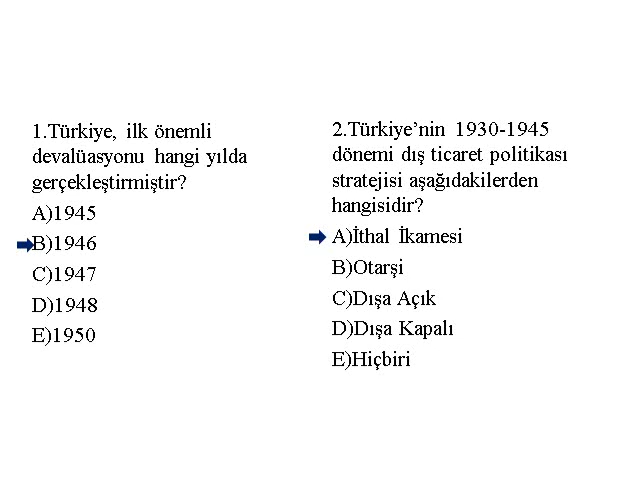 1.Türkiye, ilk önemli
devalüasyonu hangi yılda
gerçekleştirmiştir?
A)1945
B)1946
C)1947
D)1948
E)1950
2.Türkiye’nin 1930-1945
dönemi dış ticaret politikası
stratejisi aşağıdakilerden
hangisidir?
A)İthal İkamesi
B)Otarşi
C)Dışa Açık
D)Dışa Kapalı
E)Hiçbiri